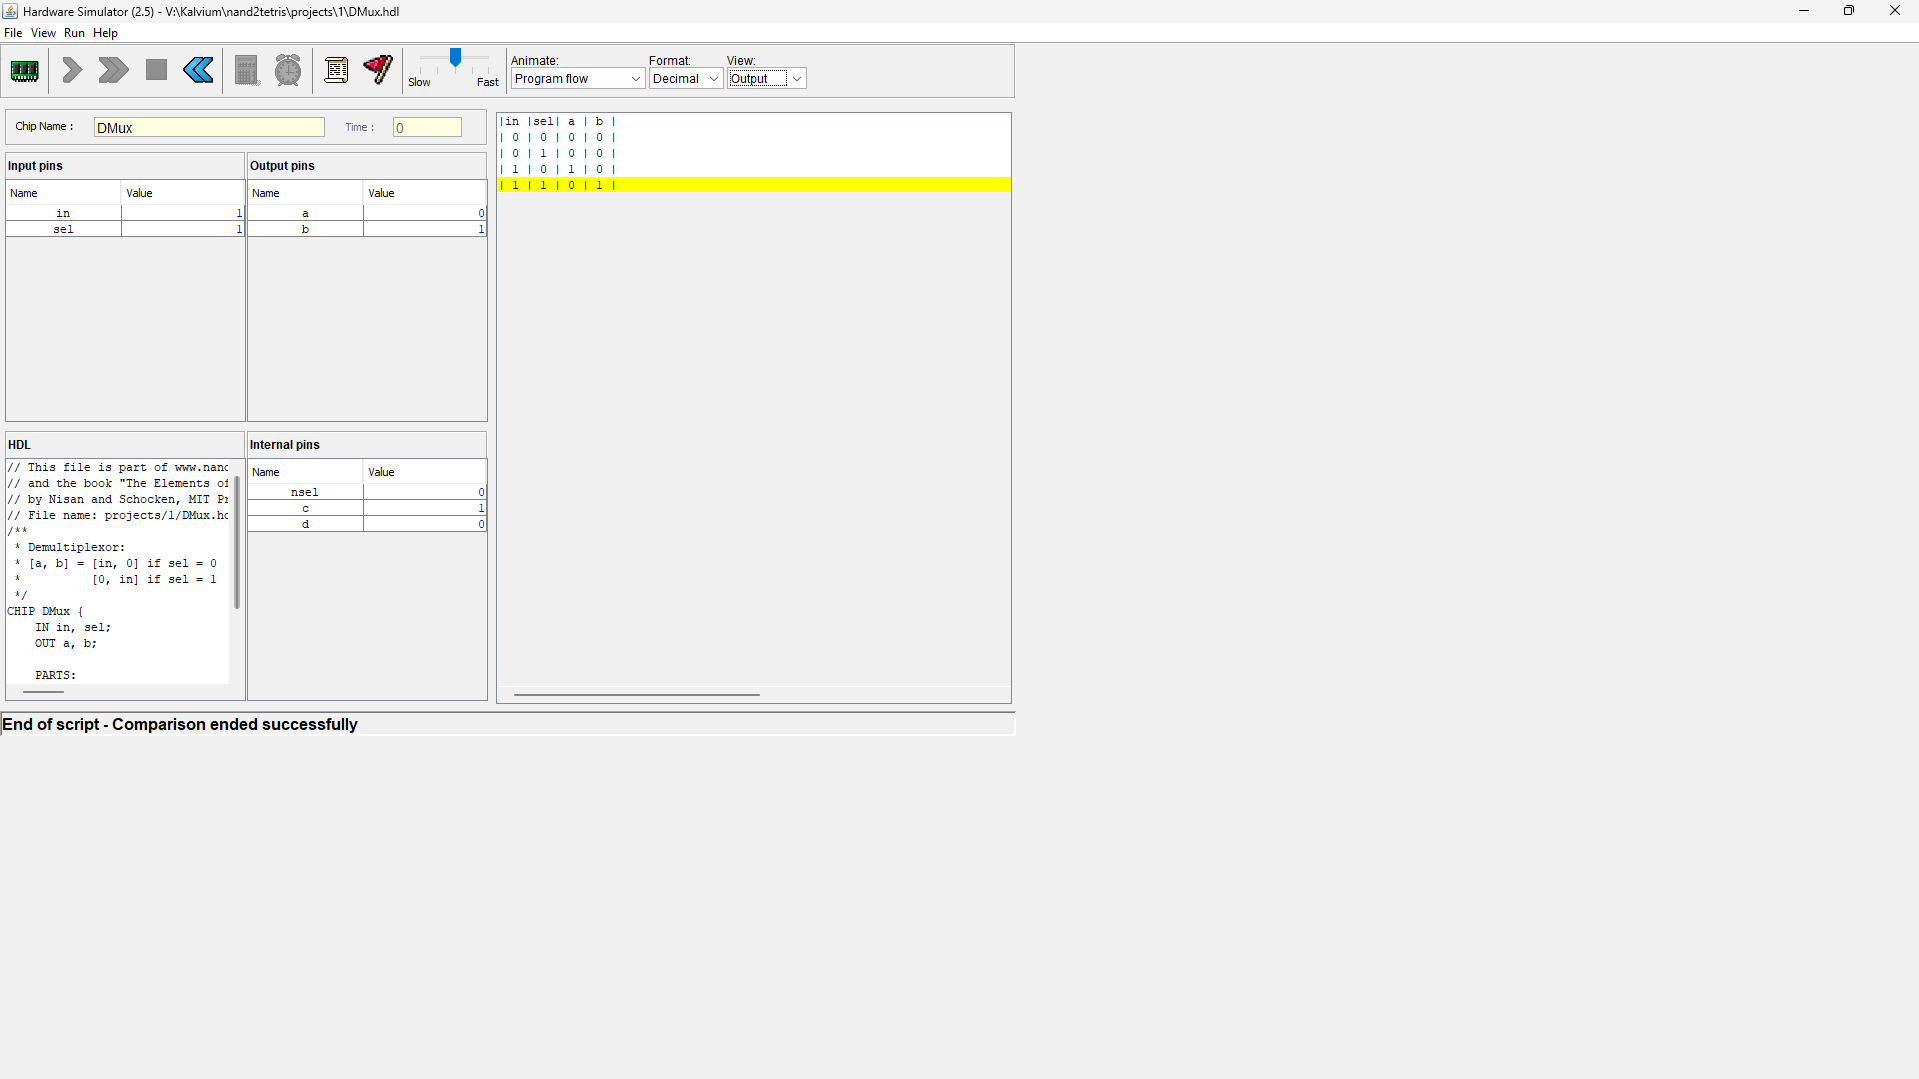 Hardware Simulator (2.5) - V:\Kalvium\nand2tetris\projects\1\DMux.hdl
File View Run Help
Animate: Format: View:
Slow Fast Program flow Decimal Output
Chip Name : DMux Time : 0
Input pins
Name Value
in 1
sel 1
Output pins
Name Value
a 0
b 1
|in |sel| a | b |
| 0 | 0 | 0 | 0 |
| 0 | 1 | 0 | 0 |
| 1 | 0 | 1 | 0 |
| 1 | 1 | 0 | 1 |
HDL
// This file is part of www.nand
// and the book "The Elements of
// by Nisan and Schocken, MIT Pr
// File name: projects/1/DMux.hd
/**
* Demultiplexor:
* [a, b] = [in, 0] if sel = 0
* [0, in] if sel = 1
*/
CHIP DMux {
IN in, sel;
OUT a, b;
PARTS:
Internal pins
Name Value
nsel 0
c 1
d 0
End of script - Comparison ended successfully